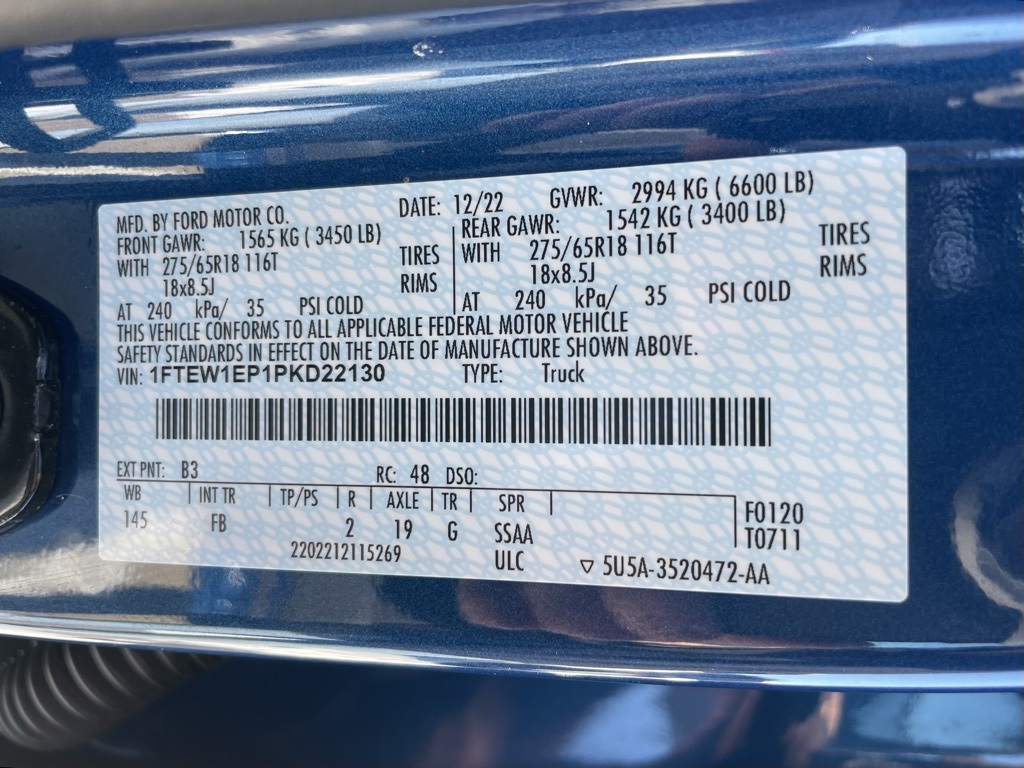 MFD. BY FORD MOTOR CO. DATE: 12/22 GVWR: 2994 KG ( 6600 LB)
FRONT GAWR: 1565 KG ( 3450 LB) REAR GAWR: 1542 KG ( 3400 LB)
WITH 275/65R18 116T TIRES WITH 275/65R18 116T TIRES
18x8.5J RIMS 18x8.5J RIMS
AT 240 kPa/ 35 PSI COLD AT 240 kPa/ 35 PSI COLD
THIS VEHICLE CONFORMS TO ALL APPLICABLE FEDERAL MOTOR VEHICLE
SAFETY STANDARDS IN EFFECT ON THE DATE OF MANUFACTURE SHOWN ABOVE.
VIN: 1FTEW1EP1PKD22130 TYPE: Truck
EXT PNT: B3 RC: 48 DSO:
WB INT TR TP/PS R AXLE TR SPR F0120
145 FB 2 19 G SSAA T0711
2202212115269 ULC ▽ 5U5A-3520472-AA